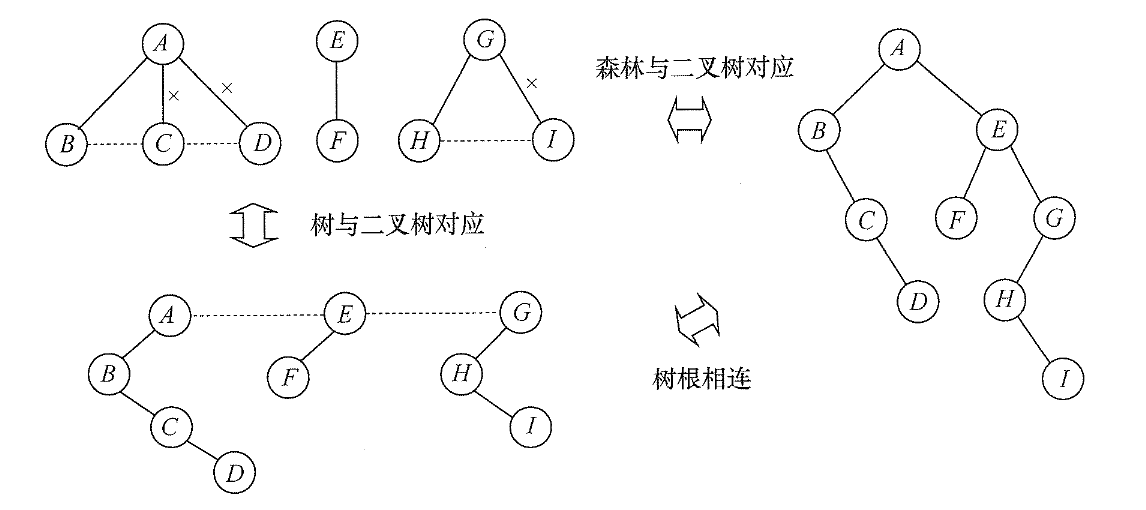 A E G A
× × ×
森林与二叉树对应
B C D F H I B E
树与二叉树对应
C F G
A E G D H
B F H 树根相连 I
C I
D